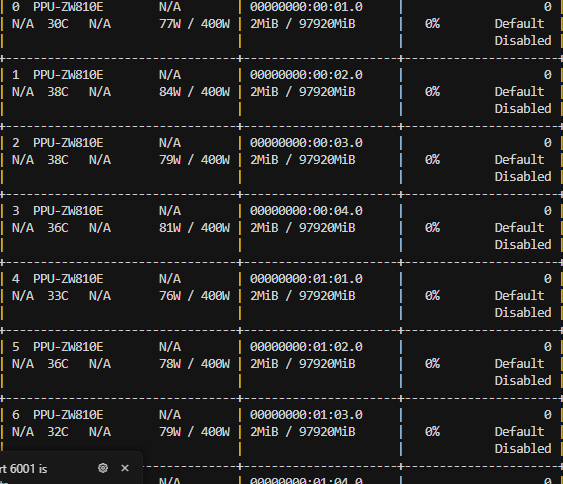 0 PPU-ZW810E N/A | 00000000:00:01.0 | 0
N/A 30C N/A 77W / 400W | 2MiB / 97920MiB | 0% Default
Disabled
1 PPU-ZW810E N/A | 00000000:00:02.0 | 0
N/A 38C N/A 84W / 400W | 2MiB / 97920MiB | 0% Default
Disabled
2 PPU-ZW810E N/A | 00000000:00:03.0 | 0
N/A 38C N/A 79W / 400W | 2MiB / 97920MiB | 0% Default
Disabled
3 PPU-ZW810E N/A | 00000000:00:04.0 | 0
N/A 36C N/A 81W / 400W | 2MiB / 97920MiB | 0% Default
Disabled
4 PPU-ZW810E N/A | 00000000:01:01.0 | 0
N/A 33C N/A 76W / 400W | 2MiB / 97920MiB | 0% Default
Disabled
5 PPU-ZW810E N/A | 00000000:01:02.0 | 0
N/A 36C N/A 78W / 400W | 2MiB / 97920MiB | 0% Default
Disabled
6 PPU-ZW810E N/A | 00000000:01:03.0 | 0
N/A 32C N/A 79W / 400W | 2MiB / 97920MiB | 0% Default
Disabled
rt 6001 is
N/A | 00000000:01:04.0 | 0